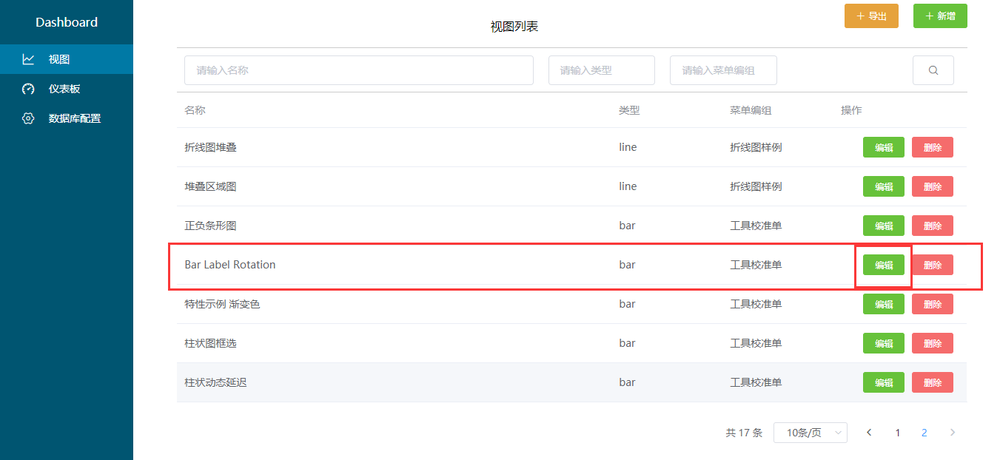 Dashboard
视图
仪表板
数据库配置
视图列表
导出
新增
请输入名称 请输入类型 请输入菜单编组
名称 类型 菜单编组 操作
折线图堆叠 line 折线图样例 编辑 删除
堆叠区域图 line 折线图样例 编辑 删除
正负条形图 bar 工具校准单 编辑 删除
Bar Label Rotation bar 工具校准单 编辑 删除
特性示例 渐变色 bar 工具校准单 编辑 删除
柱状图框选 bar 工具校准单 编辑 删除
柱状动态延迟 bar 工具校准单 编辑 删除
共 17 条 10条/页 1 2